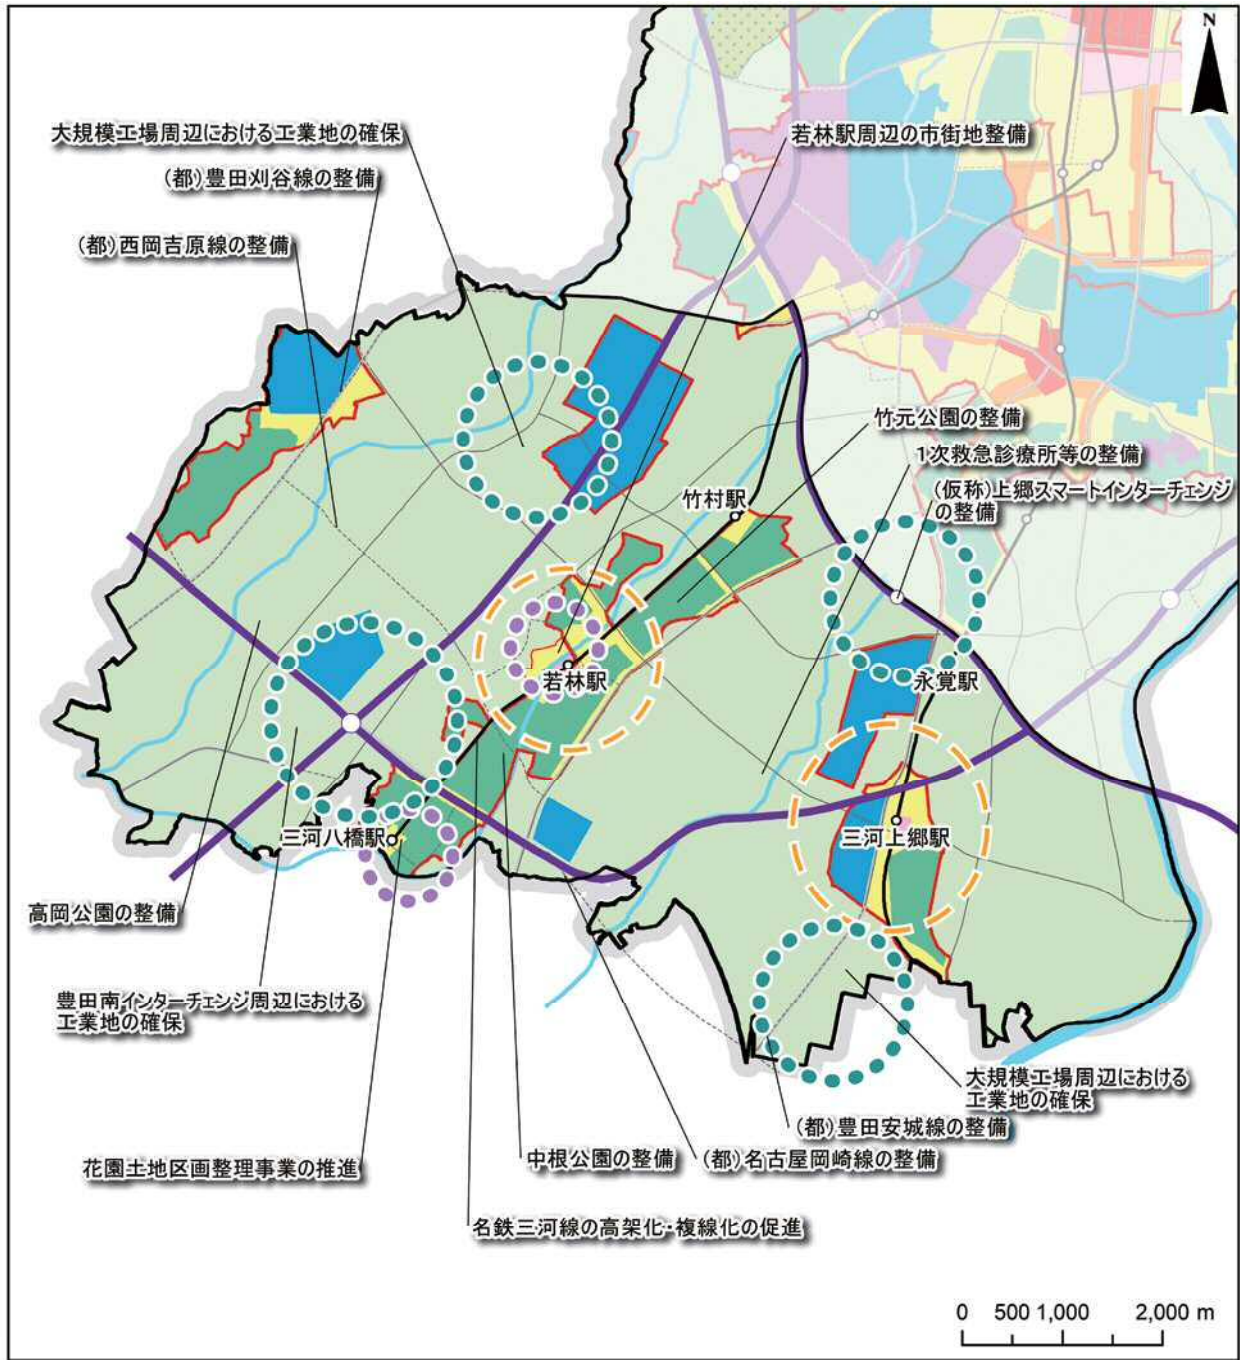 N
大規模工場周辺における工業地の確保
若林駅周辺の市街地整備
(都)豊田刈谷線の整備
(都)西岡吉原線の整備
竹元公園の整備
1次救急診療所等の整備
(仮称)上郷スマートインターチェンジ
の整備
竹村駅
若林駅
永覚駅
三河八橋駅
三河上郷駅
高岡公園の整備
豊田南インターチェンジ周辺における
工業地の確保
大規模工場周辺における
工業地の確保
(都)豊田安城線の整備
花園土地区画整理事業の推進
中根公園の整備
(都)名古屋岡崎線の整備
名鉄三河線の高架化・複線化の促進
0 500 1,000 2,000 m